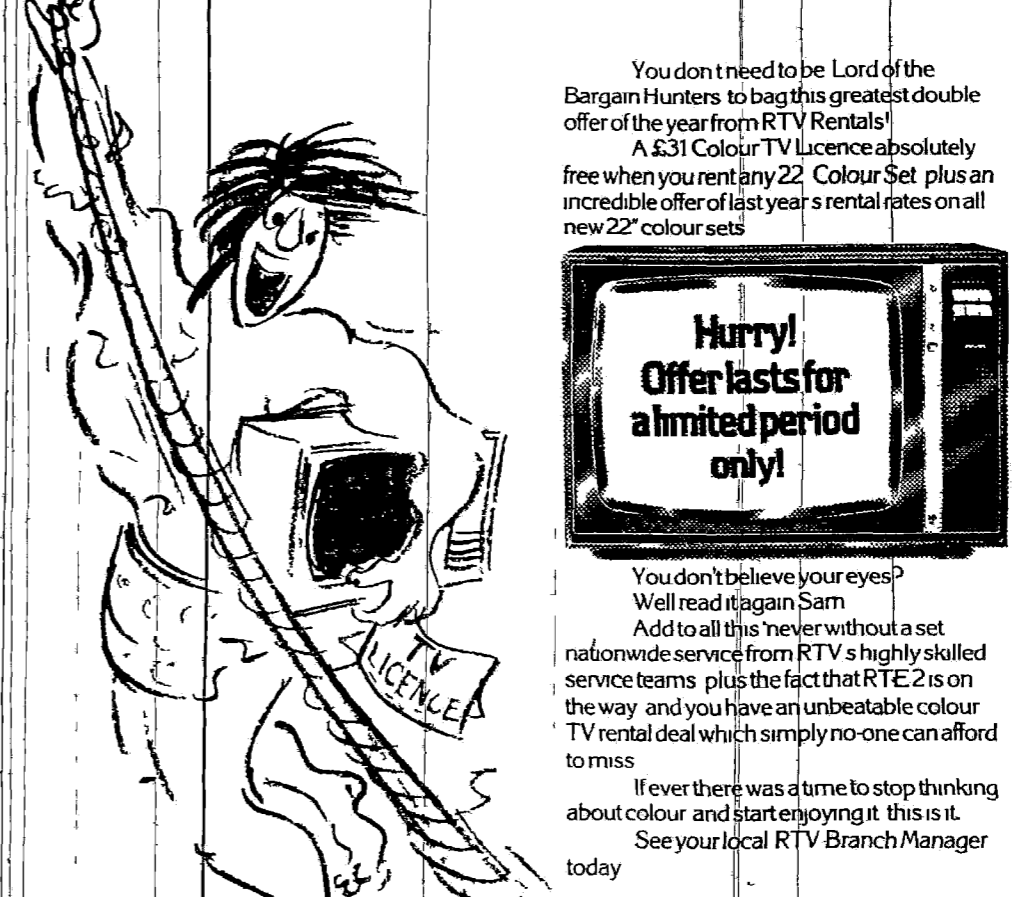 You don t need to be Lord of the
Bargain Hunters to bag this greatest double
offer of the year from RTV Rentals!
A £31 Colour TV Licence absolutely
free when you rent any 22 Colour Set plus an
incredible offer of last year s rental rates on all
new 22" colour sets
Hurry!
Offer lasts for
a limited period
only!
TV
LICENCE
You don't believe your eyes?
Well read it again Sam
Add to all this 'never without a set
nationwide service from RTV s highly skilled
service teams plus the fact that RTE 2 is on
the way and you have an unbeatable colour
TV rental deal which simply no-one can afford
to miss
If ever there was a time to stop thinking
about colour and start enjoying it this is it.
See your local RTV Branch Manager
today